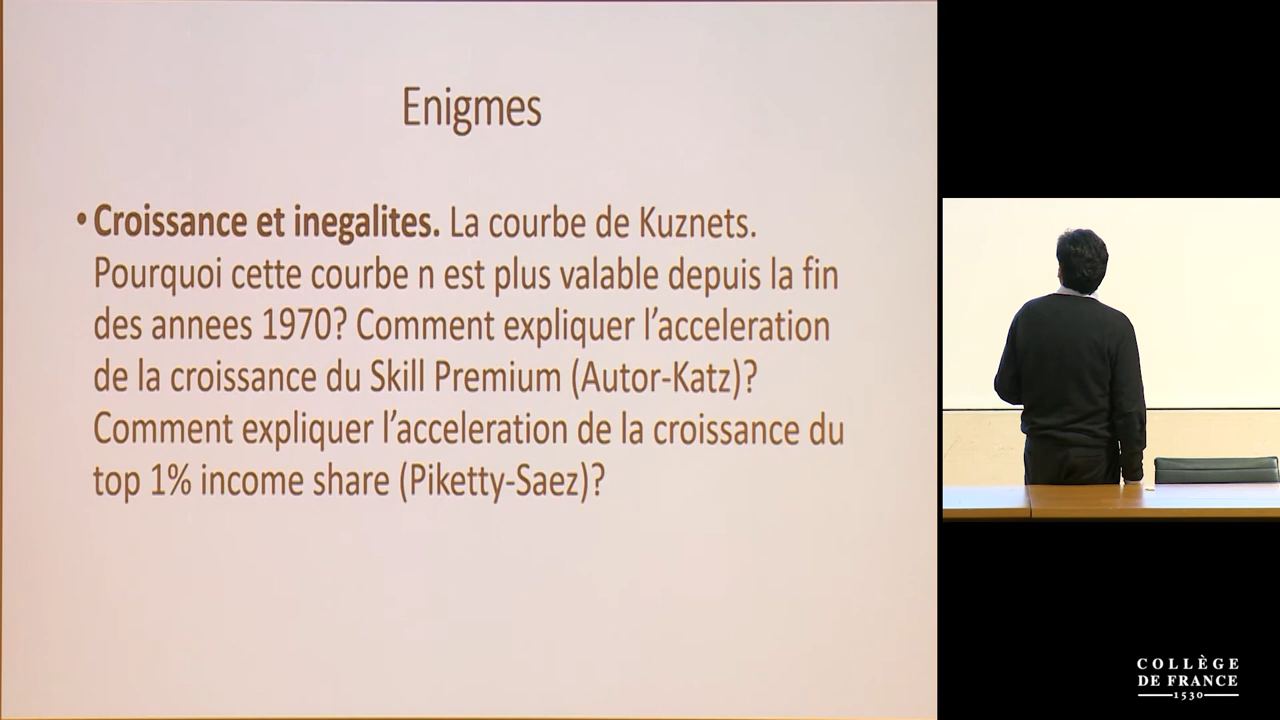 Enigmes
• Croissance et inegalites. La courbe de Kuznets.
Pourquoi cette courbe n est plus valable depuis la fin
des annees 1970? Comment expliquer l’acceleration
de la croissance du Skill Premium (Autor-Katz)?
Comment expliquer l’acceleration de la croissance du
top 1% income share (Piketty-Saez)?
COLLÈGE
DE FRANCE
1530